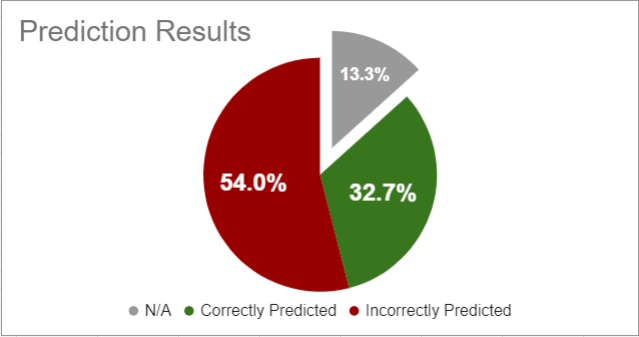 Prediction Results
13.3%
54.0%
32.7%
N/A Correctly Predicted Incorrectly Predicted